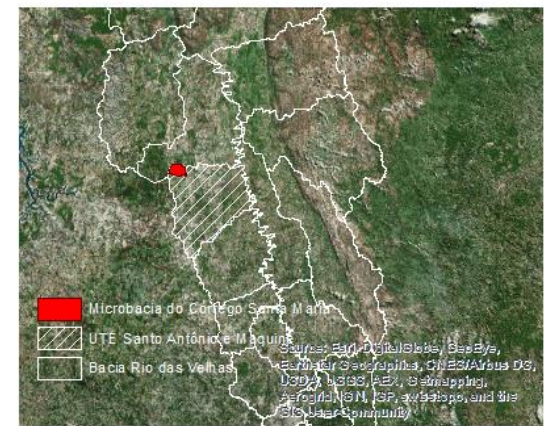 Microbacia do Córrego Santa Maria
UTE Santo Antônio e Maquiné
Bacia Rio das Velhas
Source: Esri, DigitalGlobe, GeoEye,
Earthstar Geographics, CNES/Airbus DS,
USDA, USGS, AEX, Getmapping,
Aerogrid, IGN, IGP, swisstopo, and the
GIS User Community